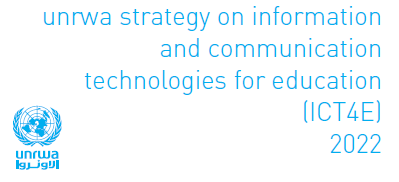 unrwa strategy on information
and communication
technologies for education
(ICT4E)
2022
unrwa
الأونروا